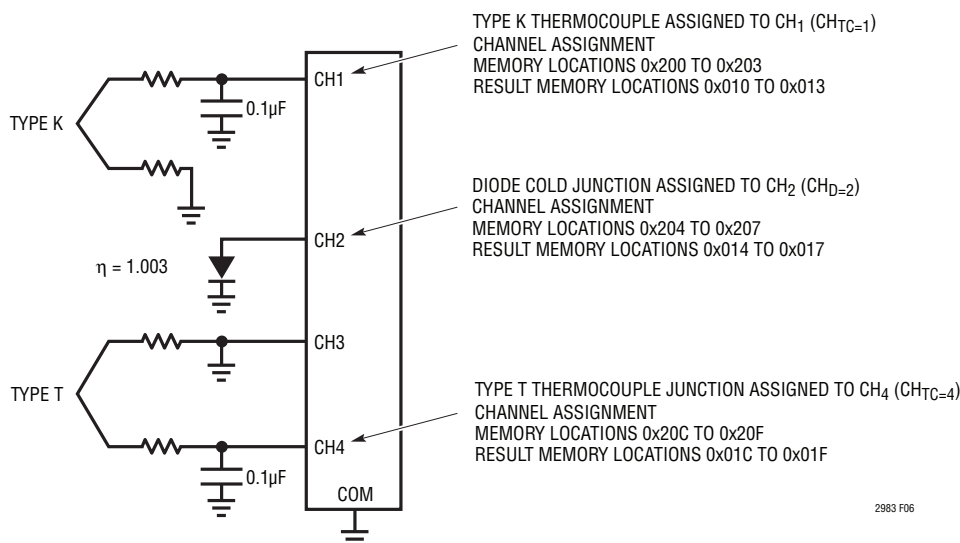 TYPE K THERMOCOUPLE ASSIGNED TO CH1 (CHTC=1)
CHANNEL ASSIGNMENT
MEMORY LOCATIONS 0x200 TO 0x203
RESULT MEMORY LOCATIONS 0x010 TO 0x013
CH1
0.1µF
TYPE K
DIODE COLD JUNCTION ASSIGNED TO CH2 (CHD=2)
CHANNEL ASSIGNMENT
MEMORY LOCATIONS 0x204 TO 0x207
RESULT MEMORY LOCATIONS 0x014 TO 0x017
CH2
η = 1.003
CH3
TYPE T
TYPE T THERMOCOUPLE JUNCTION ASSIGNED TO CH4 (CHTC=4)
CHANNEL ASSIGNMENT
MEMORY LOCATIONS 0x20C TO 0x20F
RESULT MEMORY LOCATIONS 0x01C TO 0x01F
CH4
0.1µF
COM
2983 F06